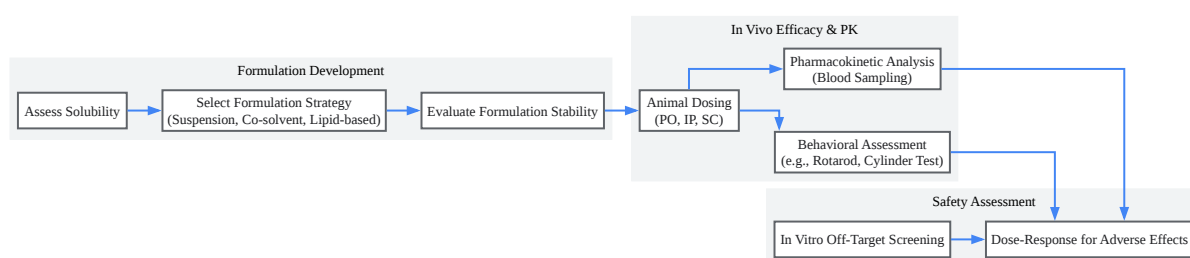 Formulation Development
Assess Solubility
Select Formulation Strategy
(Suspension, Co-solvent, Lipid-based)
Evaluate Formulation Stability
In Vivo Efficacy & PK
Animal Dosing
(PO, IP, SC)
Pharmacokinetic Analysis
(Blood Sampling)
Behavioral Assessment
(e.g., Rotarod, Cylinder Test)
Safety Assessment
In Vitro Off-Target Screening
Dose-Response for Adverse Effects